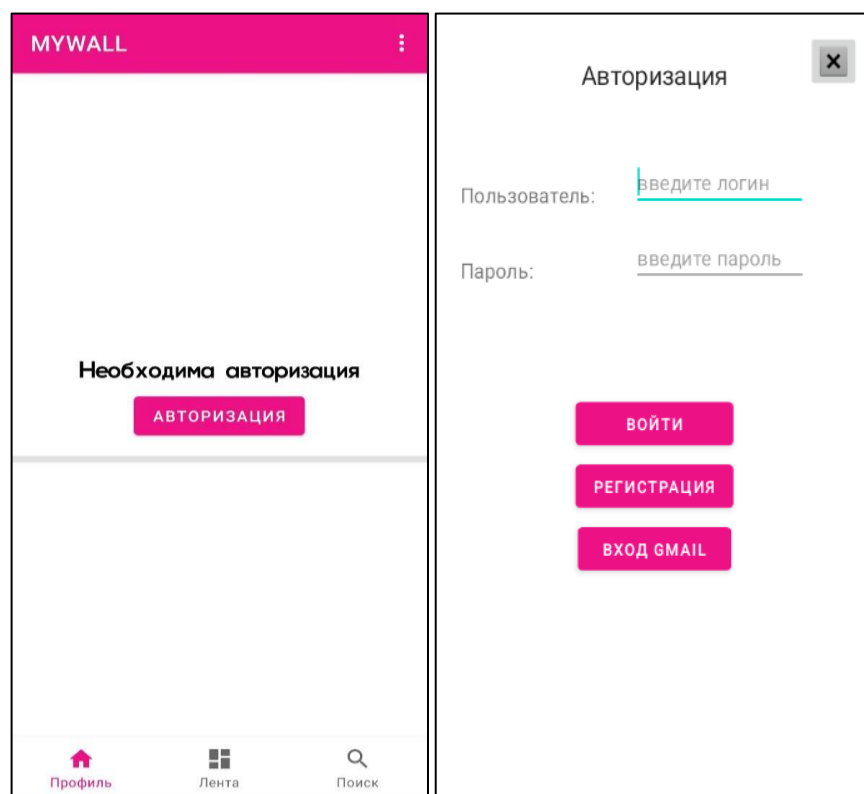 MYWALL
Необходима авторизация
АВТОРИЗАЦИЯ
Профиль
Лента
Поиск
Авторизация
Пользователь:
введите логин
Пароль:
введите пароль
ВОЙТИ
РЕГИСТРАЦИЯ
ВХОД GMAIL